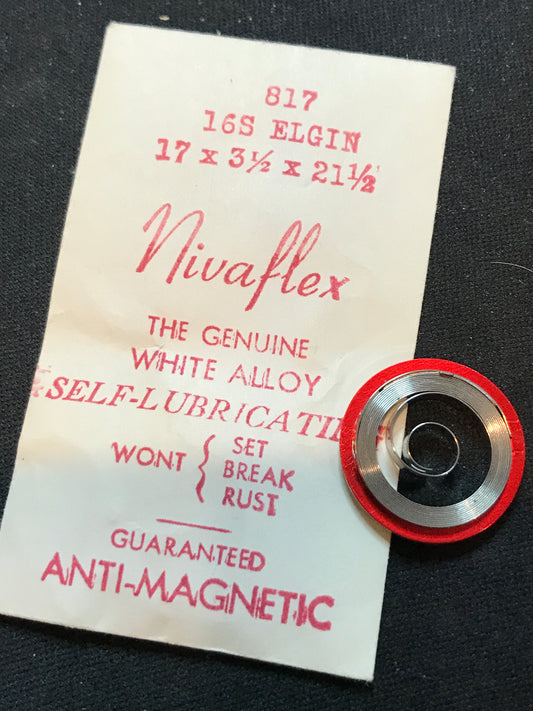 817
16S ELGIN
17 x 3½ x 21½
Nivaflex
THE GENUINE
WHITE ALLOY
SELF-LUBRICATI
WONT { SET
BREAK
RUST
GUARANTEED
ANTI-MAGNETIC